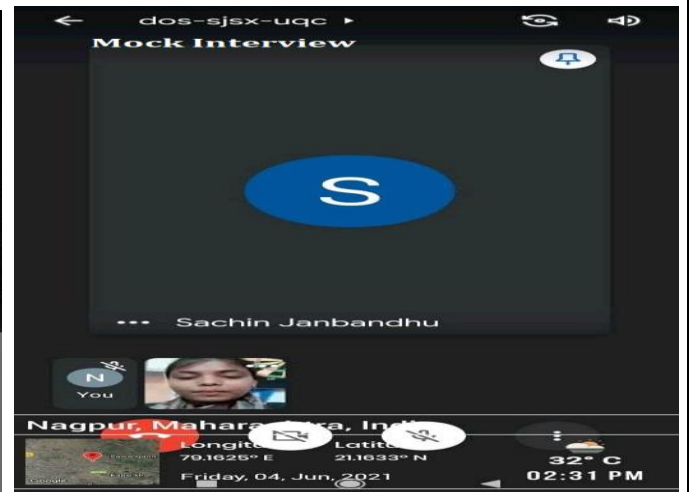 dos-sjsx-uqc
Mock Interview
S
••• Sachin Janbandhu
N
You
Nagpur,
Longit Latit
79.1625° E 21.1633° N
Friday, 04, Jun, 2021
32° C
02:31 PM
Google